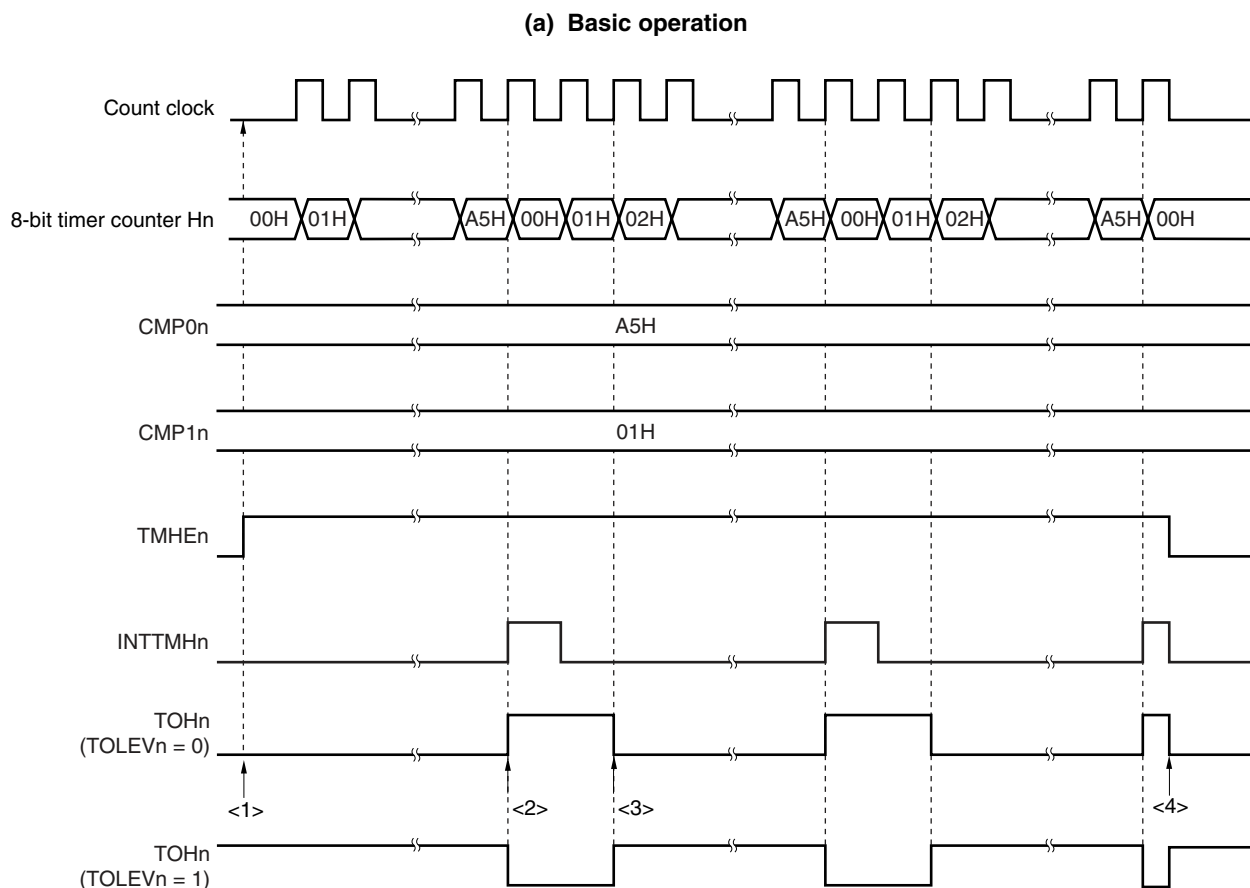 (a) Basic operation
Count clock
8-bit timer counter Hn
00H 01H A5H 00H 01H 02H A5H 00H 01H 02H A5H 00H
CMP0n
A5H
CMP1n
01H
TMHEn
INTTMHn
TOHn
(TOLEVn = 0)
<1> <2> <3> <4>
TOHn
(TOLEVn = 1)